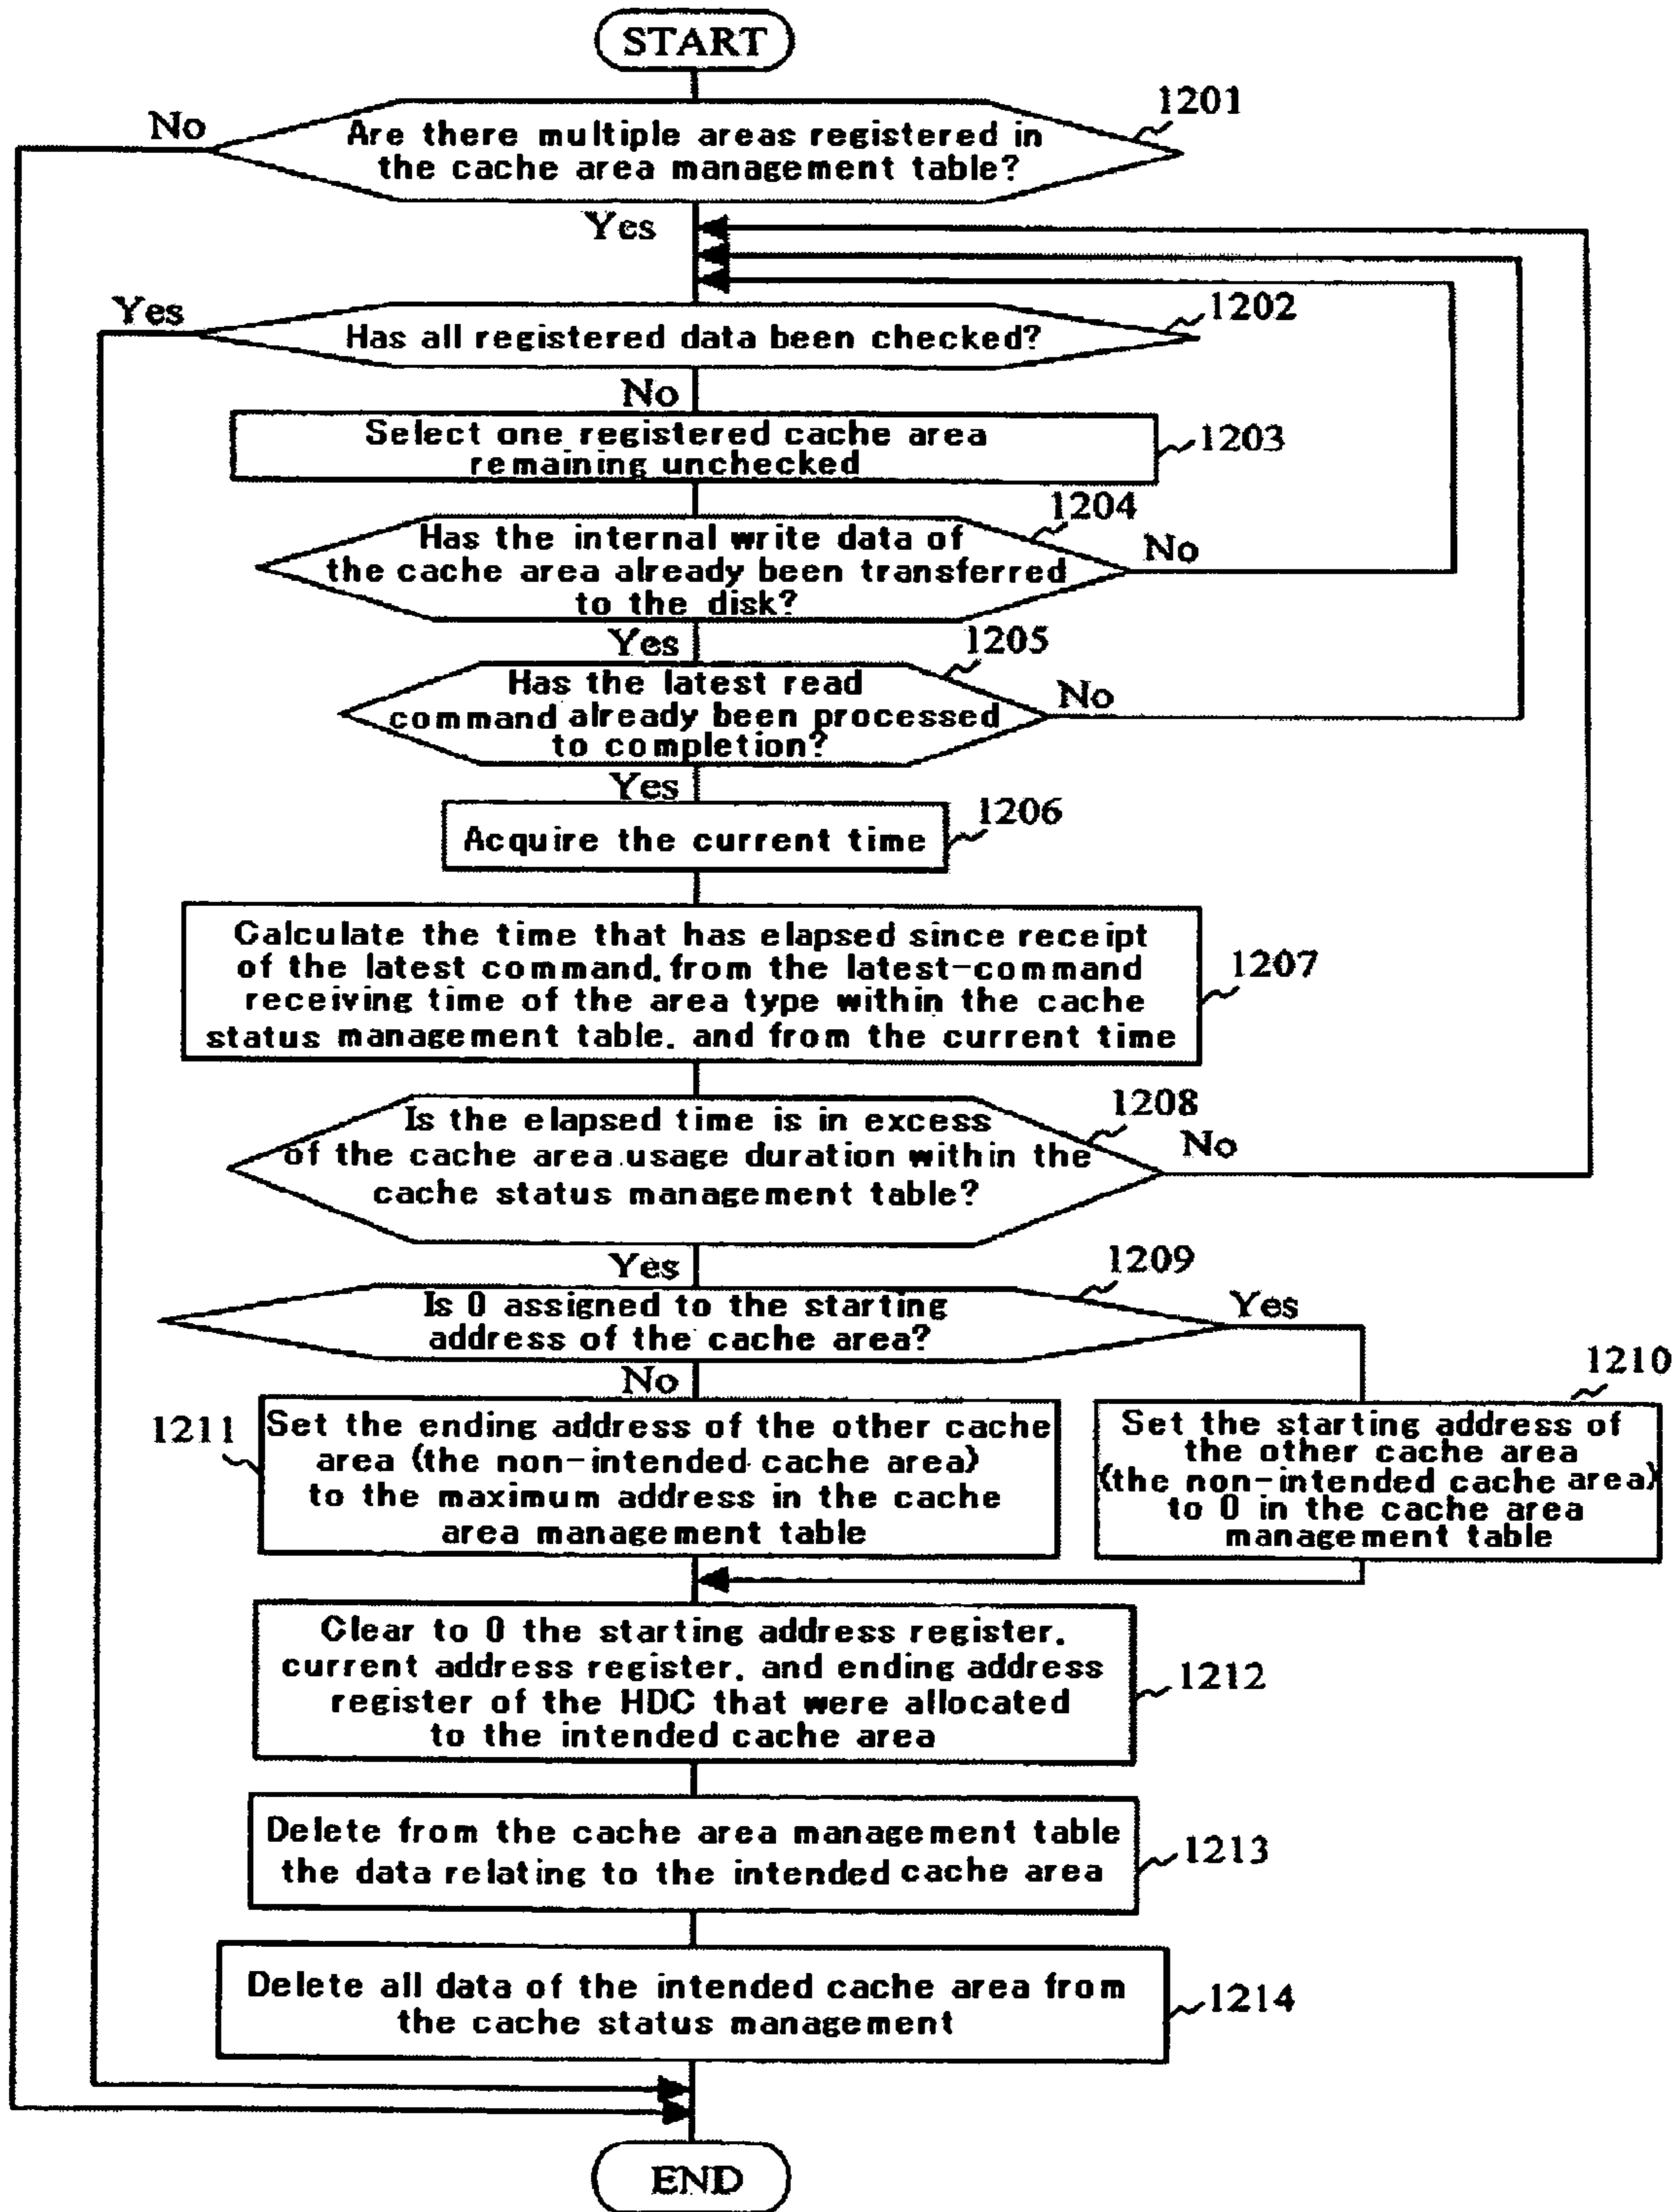 START
1201
No
Are there multiple areas registered in
the cache area management table?
Yes
Yes
1202
Has all registered data been checked?
No
Select one registered cache area
remaining unchecked
1203
1204
Has the internal write data of
the cache area already been transferred
to the disk?
No
Yes
1205
Has the latest read
command already been processed
to completion?
No
Yes
1206
Acquire the current time
Calculate the time that has elapsed since receipt
of the latest command, from the latest-command
receiving time of the area type within the cache
status management table, and from the current time
1207
1208
Is the elapsed time is in excess
of the cache area usage duration within the
cache status management table?
No
Yes
1209
Is 0 assigned to the starting
address of the cache area?
Yes
No
1210
1211
Set the ending address of the other cache
area (the non-intended cache area)
to the maximum address in the cache
area management table
Set the starting address of
the other cache area
(the non-intended cache area)
to 0 in the cache area
management table
Clear to 0 the starting address register,
current address register, and ending address
register of the HDC that were allocated
to the intended cache area
1212
Delete from the cache area management table
the data relating to the intended cache area
1213
Delete all data of the intended cache area from
the cache status management
1214
END